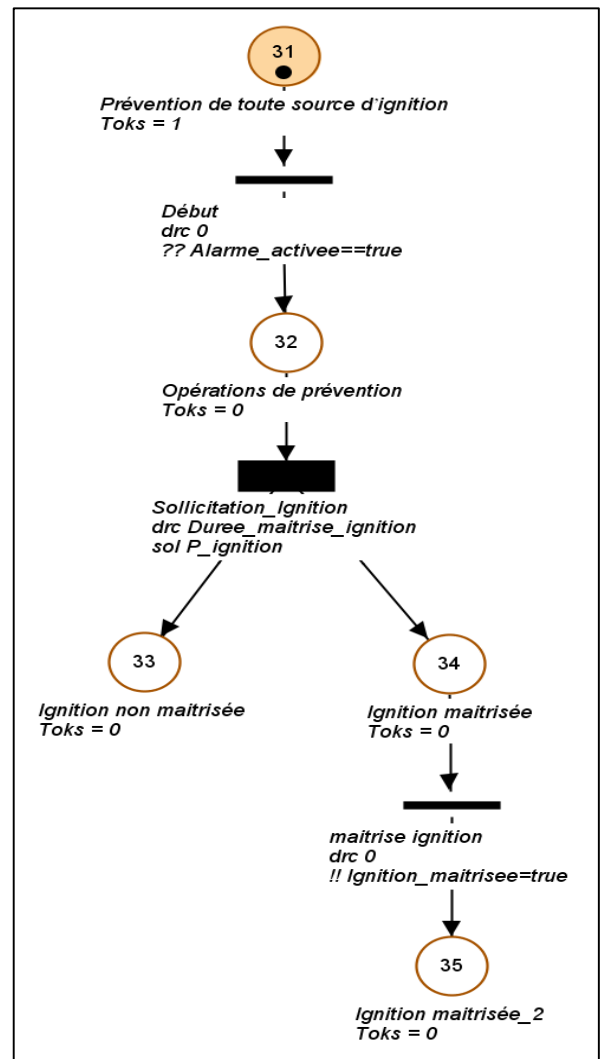 31
Prévention de toute source d'ignition
Toks = 1
Début
drc 0
?? Alarme_activee==true
32
Opérations de prévention
Toks = 0
Sollicitation_Ignition
drc Duree_maitrise_ignition
sol P_ignition
33
34
Ignition non maitrisée
Toks = 0
Ignition maitrisée
Toks = 0
maitrise ignition
drc 0
!! Ignition_maitrisee=true
35
Ignition maitrisée_2
Toks = 0